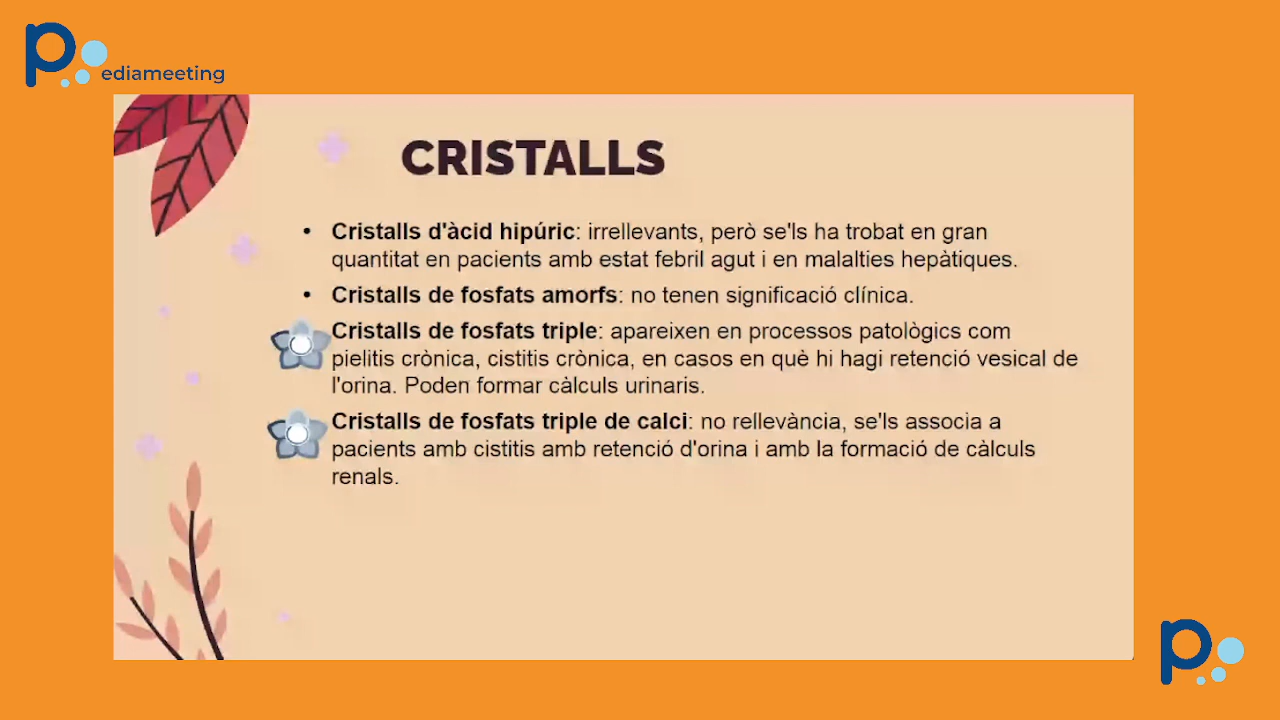 pediameeting
CRISTALLS
• Cristalls d'àcid hipúric: irrellevants, però se'ls ha trobat en gran
quantitat en pacients amb estat febril agut i en malalties hepàtiques.
• Cristalls de fosfats amorfs: no tenen significació clínica.
Cristalls de fosfats triple: apareixen en processos patològics com
pielitis crònica, cistitis crònica, en casos en què hi hagi retenció vesical de
l'orina. Poden formar càlculs urinaris.
Cristalls de fosfats triple de calci: no rellevància, se'ls associa a
pacients amb cistitis amb retenció d'orina i amb la formació de càlculs
renals.
p